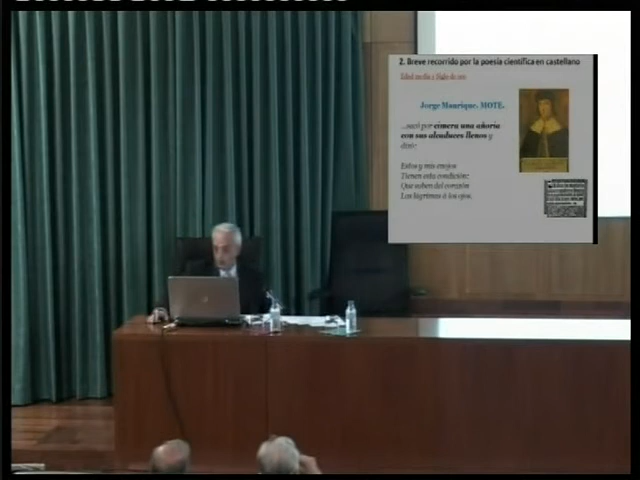 2. Breve recorrido por la poesía científica en castellano
Edad media y Siglo de oro
Jorge Manrique. MOTE.
...sacó por cimera una añoria
con sus alcaduces llenos y
dixo:
Estos y mis enojos
Tienen esta condición:
Que suben del corazón
Las lágrimas á los ojos.